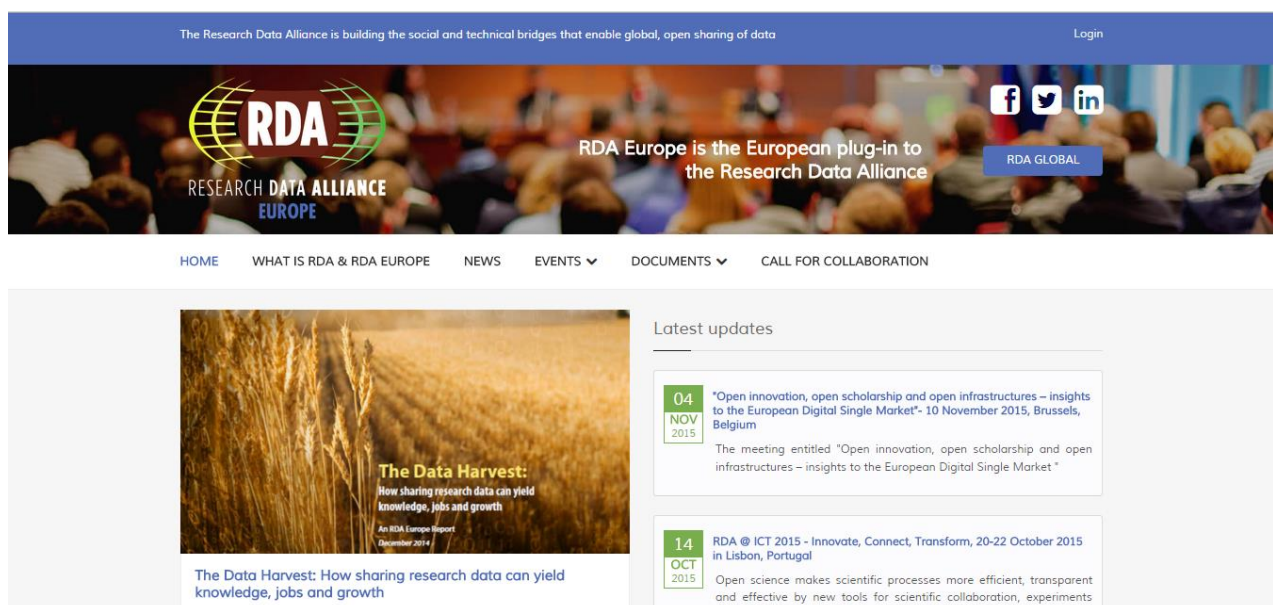 The Research Data Alliance is building the social and technical bridges that enable global, open sharing of data
Login
RDA
RESEARCH DATA ALLIANCE
EUROPE
RDA Europe is the European plug-in to
the Research Data Alliance
RDA GLOBAL
HOME
WHAT IS RDA & RDA EUROPE
NEWS
EVENTS
DOCUMENTS
CALL FOR COLLABORATION
The Data Harvest:
How sharing research data can yield
knowledge, jobs and growth
An RDA Europe Report
December 2014
The Data Harvest: How sharing research data can yield
knowledge, jobs and growth
Latest updates
04
NOV
2015
"Open innovation, open scholarship and open infrastructures – insights
to the European Digital Single Market"- 10 November 2015, Brussels,
Belgium
The meeting entitled "Open innovation, open scholarship and open
infrastructures – insights to the European Digital Single Market "
14
OCT
2015
RDA @ ICT 2015 - Innovate, Connect, Transform, 20-22 October 2015
in Lisbon, Portugal
Open science makes scientific processes more efficient, transparent
and effective by new tools for scientific collaboration, experiments